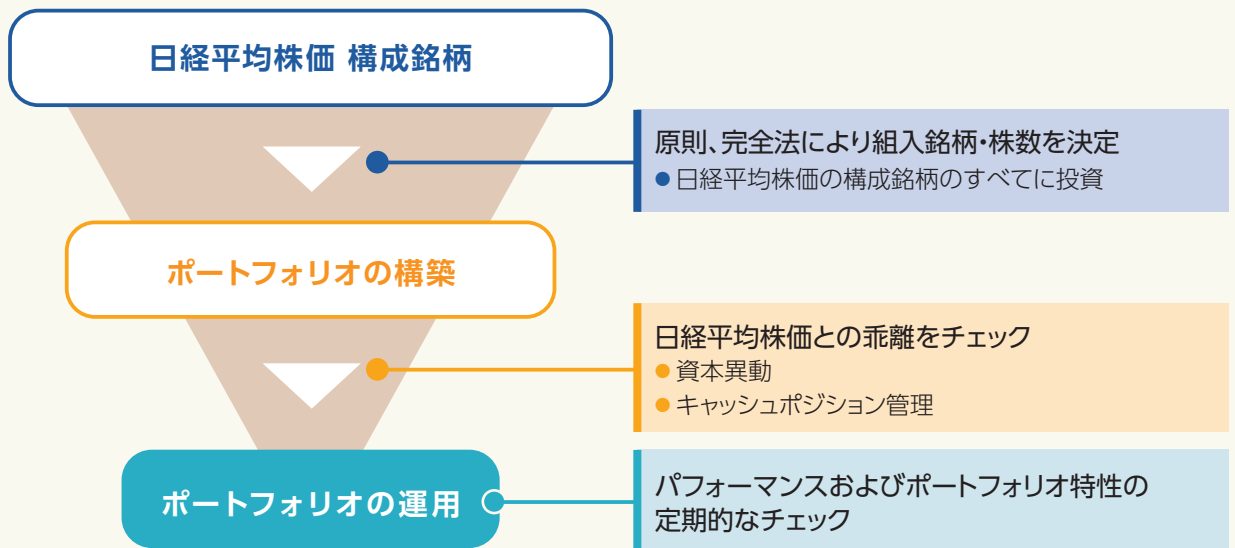 日経平均株価 構成銘柄
原則、完全法により組入銘柄・株数を決定
● 日経平均株価の構成銘柄のすべてに投資
ポートフォリオの構築
日経平均株価との乖離をチェック
● 資本異動
● キャッシュポジション管理
ポートフォリオの運用
パフォーマンスおよびポートフォリオ特性の
定期的なチェック